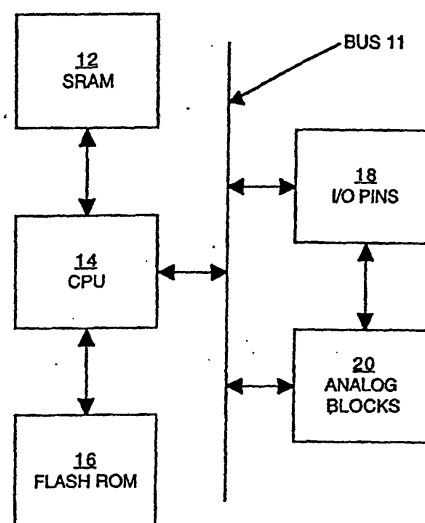 12
SRAM
BUS 11
18
I/O PINS
14
CPU
20
ANALOG
BLOCKS
16
FLASH ROM